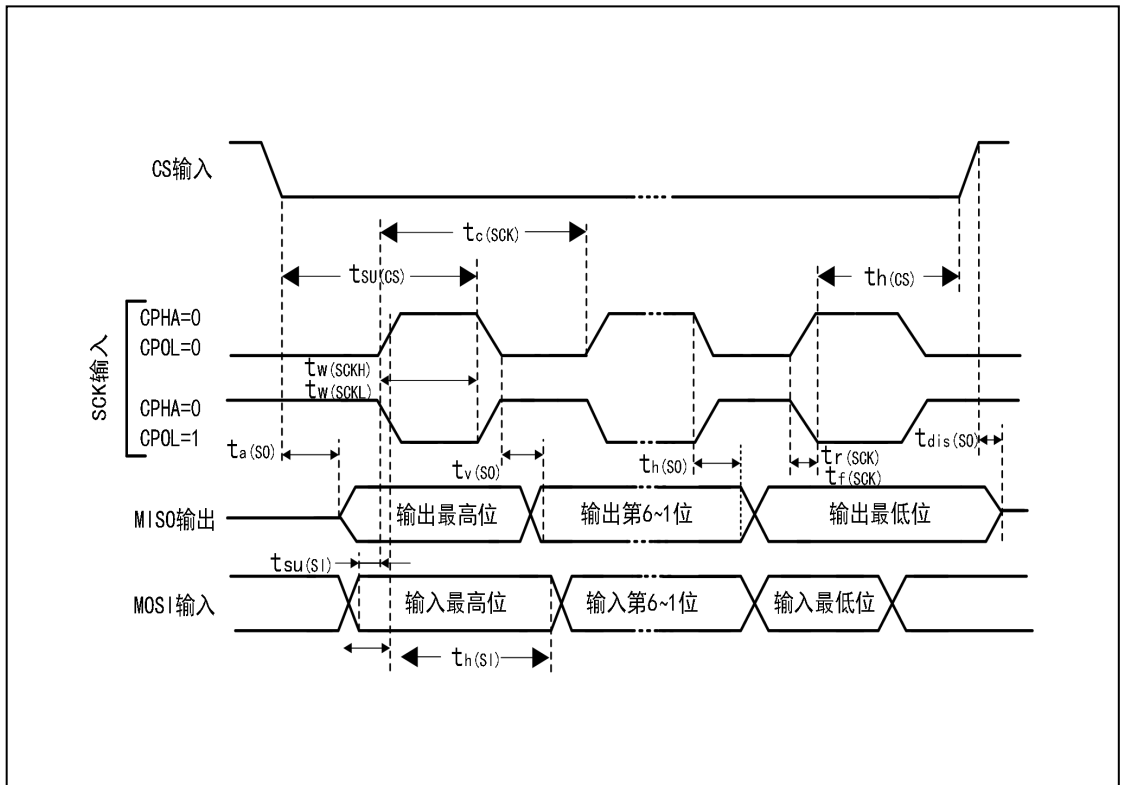 CS输入
tc(SCK)
tSU(CS)
th(CS)
SCK输入
CPHA=0
CPOL=0
tw(SCKH)
tw(SCKL)
CPHA=0
CPOL=1
ta(SO)
tv(SO)
th(SO)
tr(SCK)
tf(SCK)
tdis(SO)
MISO输出
输出最高位
输出第6~1位
输出最低位
tsu(SI)
MOSI输入
输入最高位
输入第6~1位
输入最低位
th(SI)